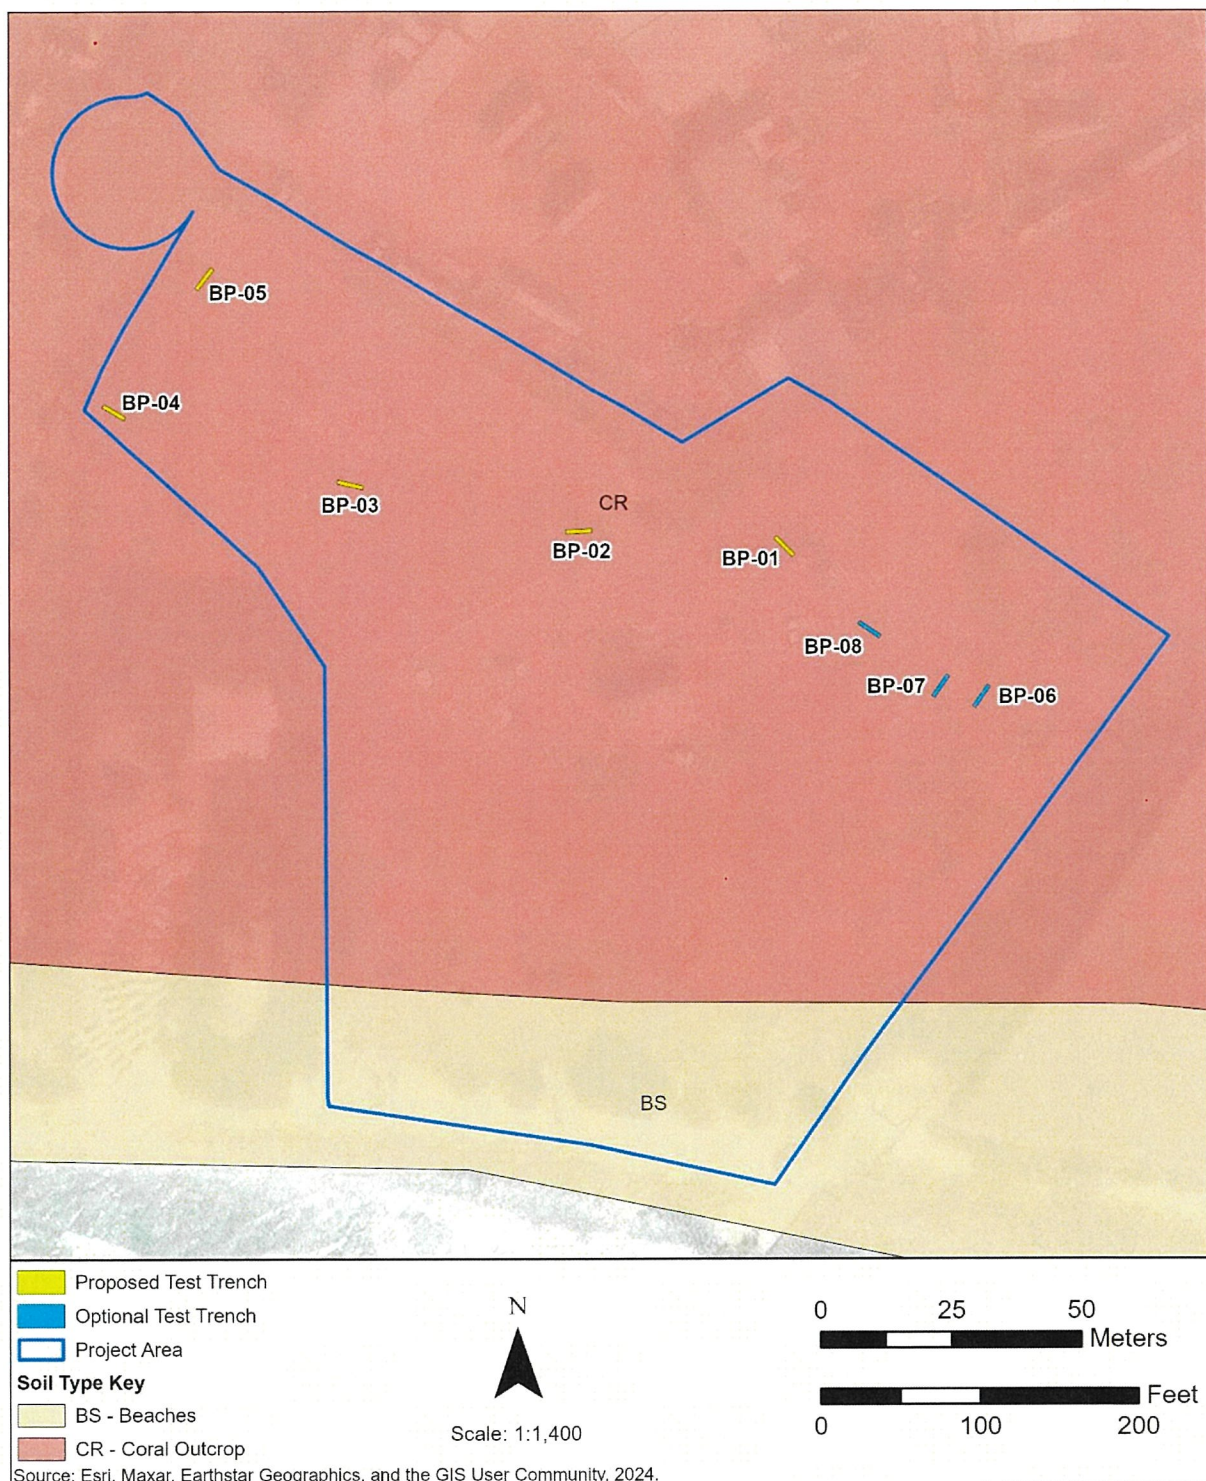 BP-05
BP-04
BP-03
CR
BP-02
BP-01
BP-08
BP-07
BP-06
BS
Proposed Test Trench
Optional Test Trench
Project Area
Soil Type Key
BS - Beaches
CR - Coral Outcrop
N
Scale: 1:1,400
0 25 50
Meters
Feet
0 100 200
Source: Esri, Maxar, Earthstar Geographics, and the GIS User Community, 2024.